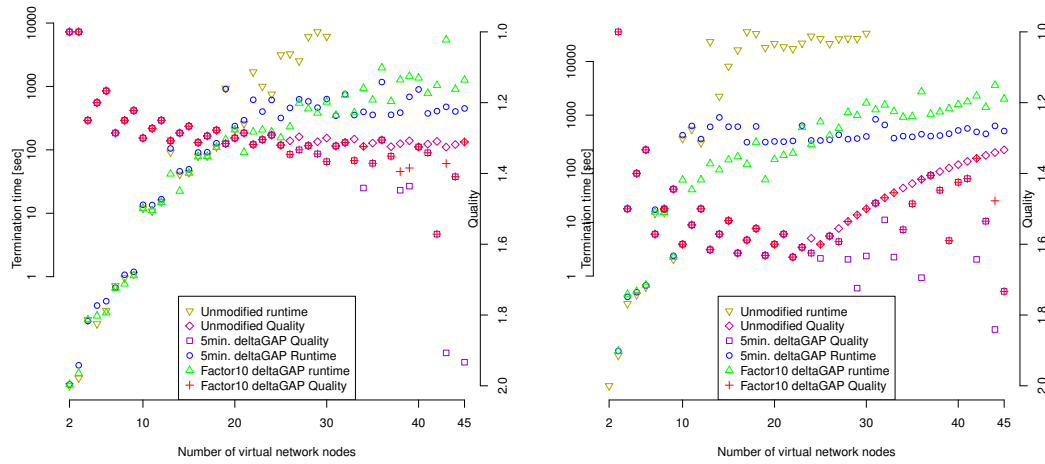 10000
1000
100
10
1
Termination time [sec]
1.0
1.2
1.4
1.6
1.8
2.0
Quality
Unmodified runtime
Unmodified Quality
5min. deltaGAP Quality
5min. deltaGAP Runtime
Factor10 deltaGAP runtime
Factor10 deltaGAP Quality
2 10 20 30 40 45
Number of virtual network nodes
10000
1000
100
10
1
Termination time [sec]
1.0
1.2
1.4
1.6
1.8
2.0
Quality
Unmodified runtime
Unmodified Quality
5min. deltaGAP Quality
5min. deltaGAP Runtime
Factor10 deltaGAP runtime
Factor10 deltaGAP Quality
2 10 20 30 40 45
Number of virtual network nodes